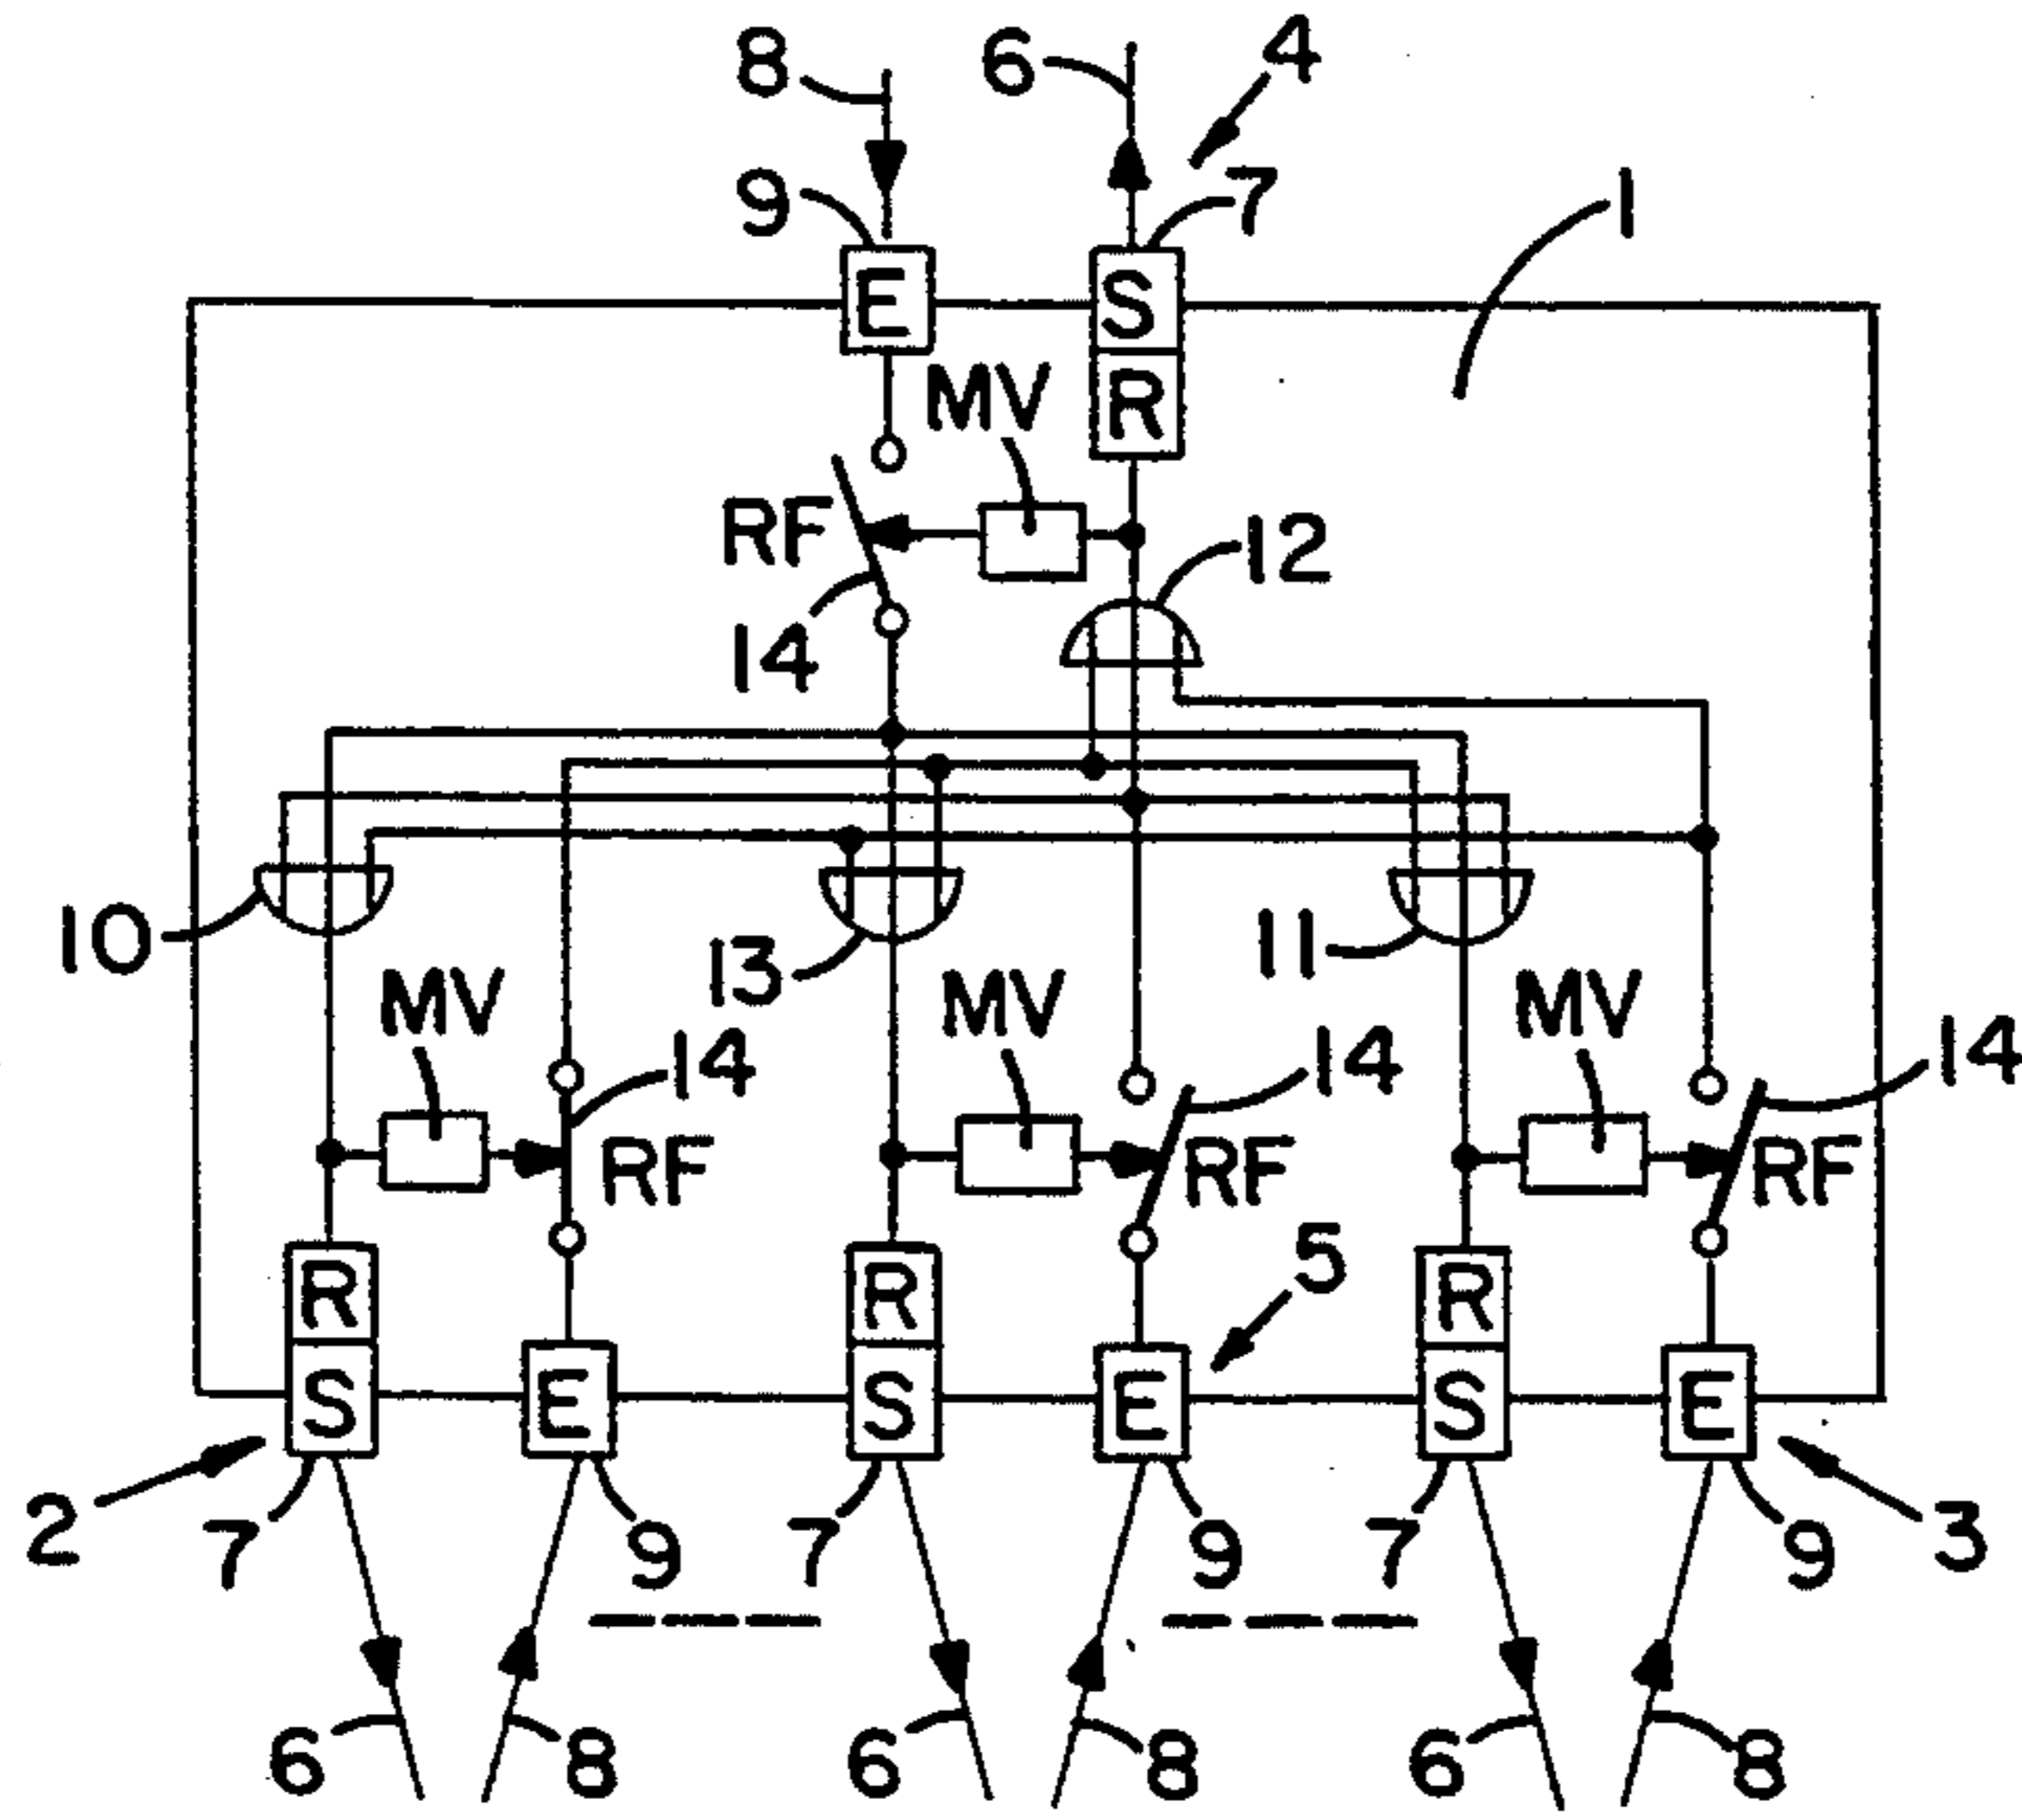 8 6 4
9 7 1
E S
MV R
RF 12
14
10 13 11
MV 14 MV 14 MV 14
RF RF RF
5
R R R
S E S E S E
2 7 9 7 9 7 9 3
6 8 6 8 6 8